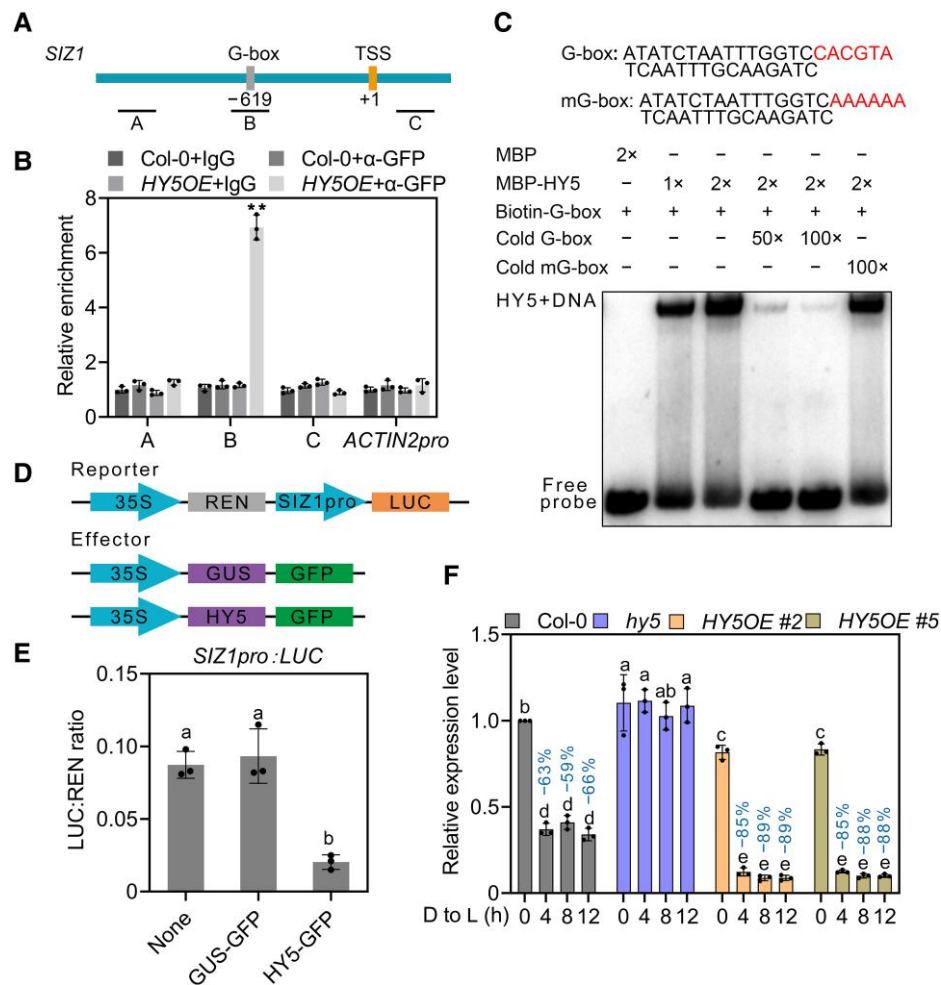 A
SIZ1
G-box
TSS
−619
+1
A
B
C
B
Col-0+IgG
Col-0+α-GFP
HY5OE+IgG
HY5OE+α-GFP
Relative enrichment
8
6
4
2
0
**
A
B
C
ACTIN2pro
C
G-box: ATATCTAATTTGGTCCACGTA
TCAATTTGCAAGATC
mG-box: ATATCTAATTTGGTCAAAAAA
TCAATTTGCAAGATC
MBP 2× − − − − −
MBP-HY5 − 1× 2× 2× 2× 2×
Biotin-G-box + + + + + +
Cold G-box − − − 50× 100× −
Cold mG-box − − − − − 100×
HY5+DNA
Free
probe
D
Reporter
35S REN SIZ1pro LUC
Effector
35S GUS GFP
35S HY5 GFP
E
SIZ1pro:LUC
LUC:REN ratio
0.15
0.10
0.05
0
a
a
b
None
GUS-GFP
HY5-GFP
F
Col-0 hy5 HY5OE #2 HY5OE #5
Relative expression level
1.5
1.0
0.5
0
b
−63%
d
−59%
d
−66%
d
a
a
ab
a
c
−85%
e
−89%
e
−89%
e
c
−85%
e
−88%
e
−88%
e
D to L (h) 0 4 8 12 0 4 8 12 0 4 8 12 0 4 8 12